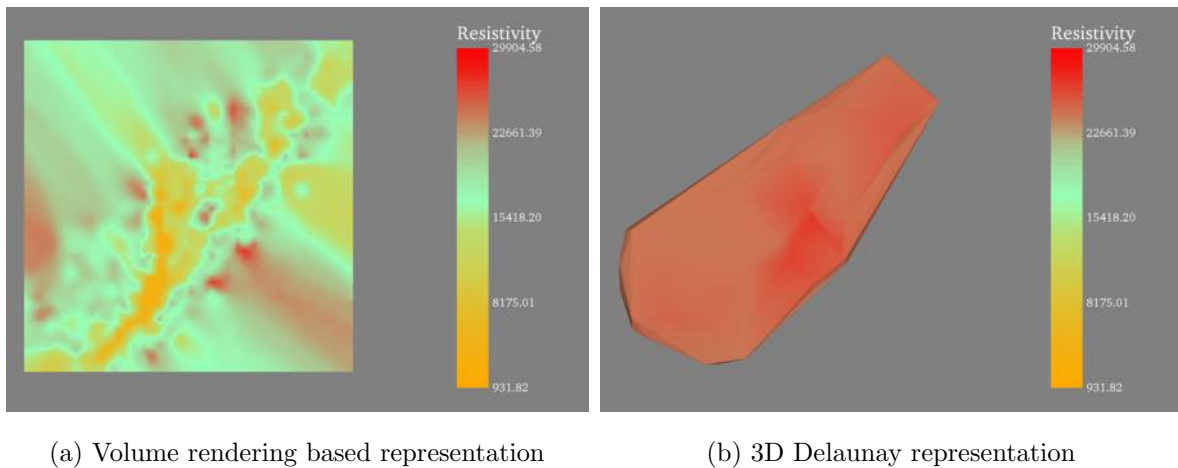 Resistivity
29904.58
22661.39
15418.20
8175.01
931.82
Resistivity
29904.58
22661.39
15418.20
8175.01
931.82
(a) Volume rendering based representation
(b) 3D Delaunay representation